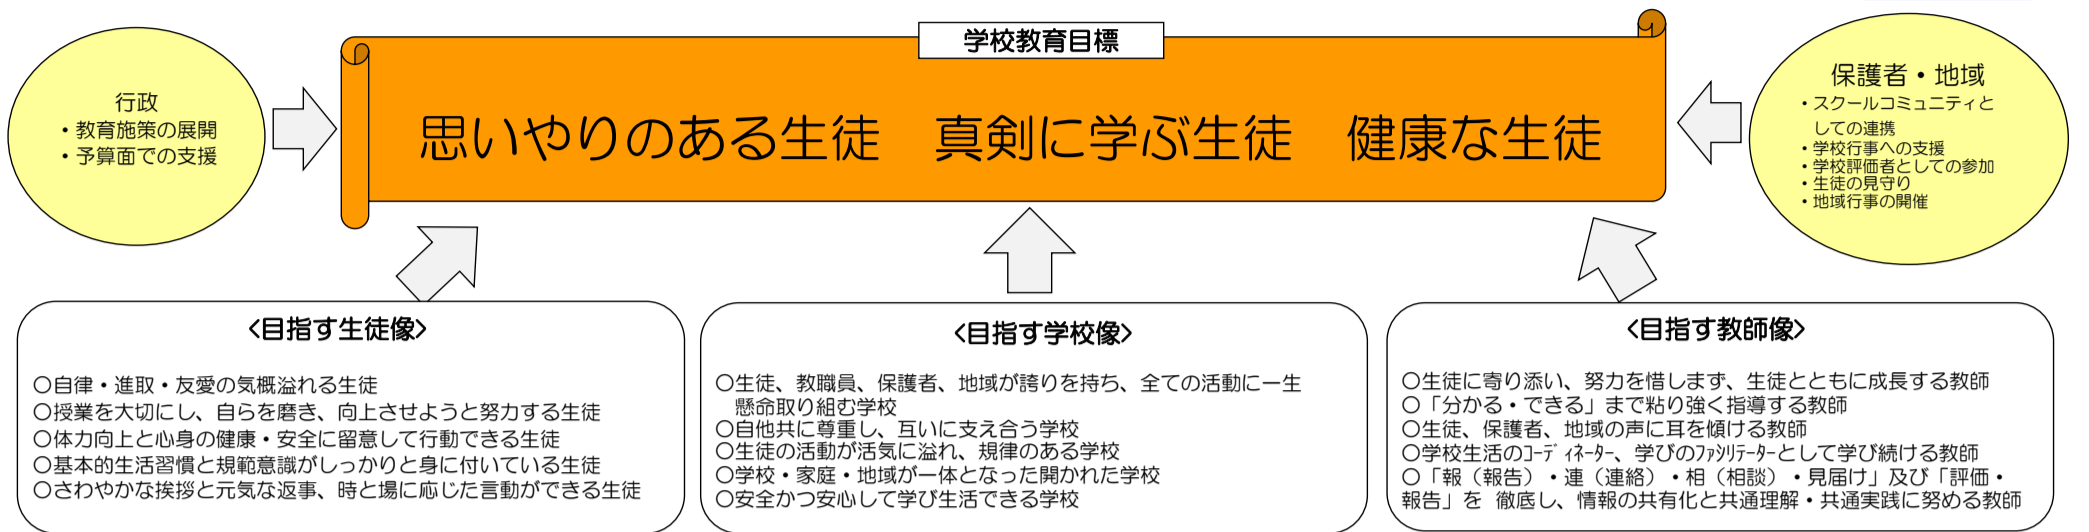 学校教育目標
思いやりのある生徒　真剣に学ぶ生徒　健康な生徒
行政
・教育施策の展開
・予算面での支援
保護者・地域
・スクールコミュニティと
しての連携
・学校行事への支援
・学校評価者としての参加
・生徒の見守り
・地域行事の開催
<目指す生徒像>
○自律・進取・友愛の気概溢れる生徒
○授業を大切にし、自らを磨き、向上させようと努力する生徒
○体力向上と心身の健康・安全に留意して行動できる生徒
○基本的生活習慣と規範意識がしっかりと身に付いている生徒
○さわやかな挨拶と元気な返事、時と場に応じた言動ができる生徒
<目指す学校像>
○生徒、教職員、保護者、地域が誇りを持ち、全ての活動に一生
懸命取り組む学校
○自他共に尊重し、互いに支え合う学校
○生徒の活動が活気に溢れ、規律のある学校
○学校・家庭・地域が一体となった開かれた学校
○安全かつ安心して学び生活できる学校
<目指す教師像>
○生徒に寄り添い、努力を惜しまず、生徒とともに成長する教師
○「分かる・できる」まで粘り強く指導する教師
○生徒、保護者、地域の声に耳を傾ける教師
○学校生活のｺｰﾃﾞｨﾈｰﾀｰ、学びのﾌｧｼﾘﾃｰﾀｰとして学び続ける教師
○「報（報告）・連（連絡）・相（相談）・見届け」及び「評価・
報告」を 徹底し、情報の共有化と共通理解・共通実践に努める教師